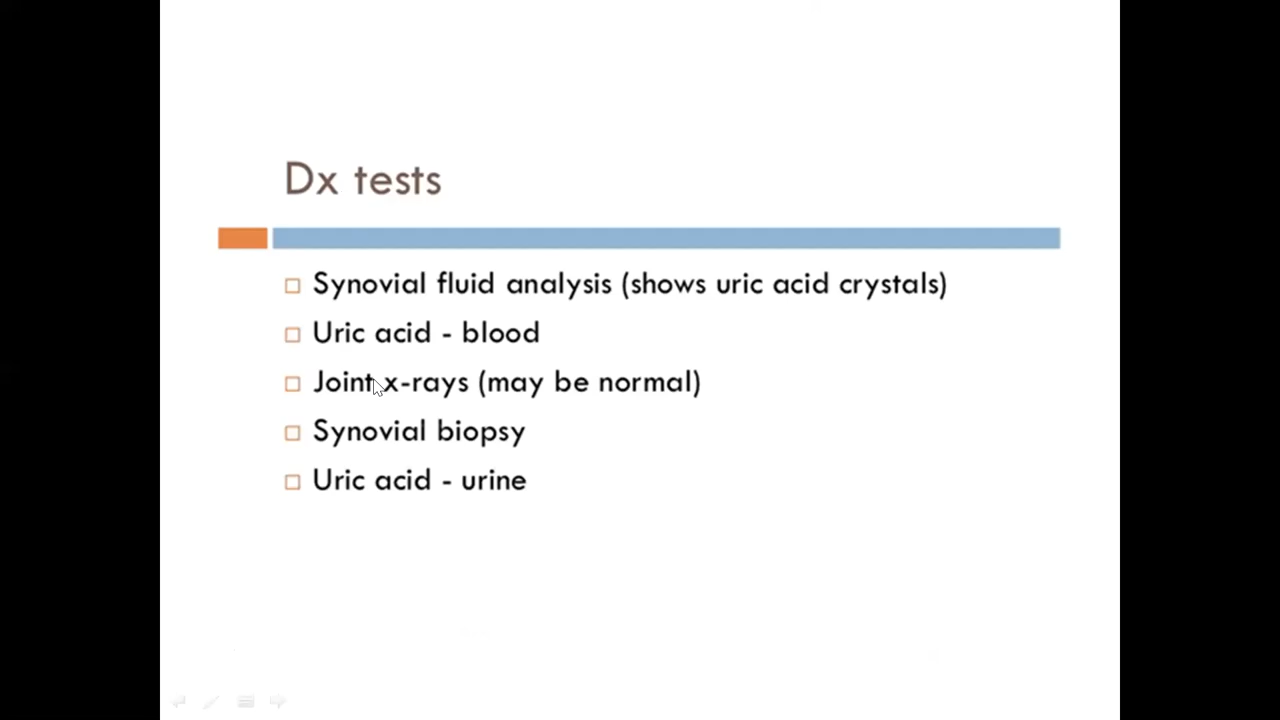 Dx tests
Synovial fluid analysis (shows uric acid crystals)
Uric acid - blood
Joint x-rays (may be normal)
Synovial biopsy
Uric acid - urine